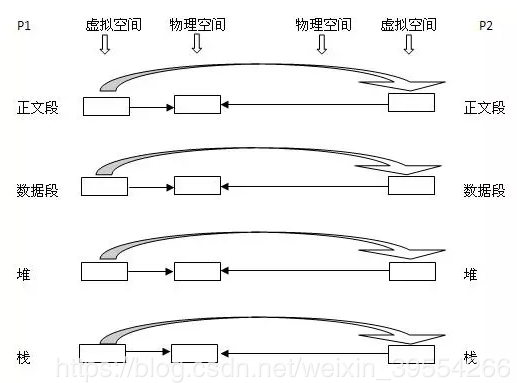 P1 虚拟空间 物理空间 物理空间 虚拟空间 P2
正文段 正文段
数据段 数据段
堆 堆
栈 栈
https://blog.csdn.net/weixin_39554266